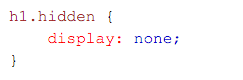 h1.hidden {
    display: none;
}